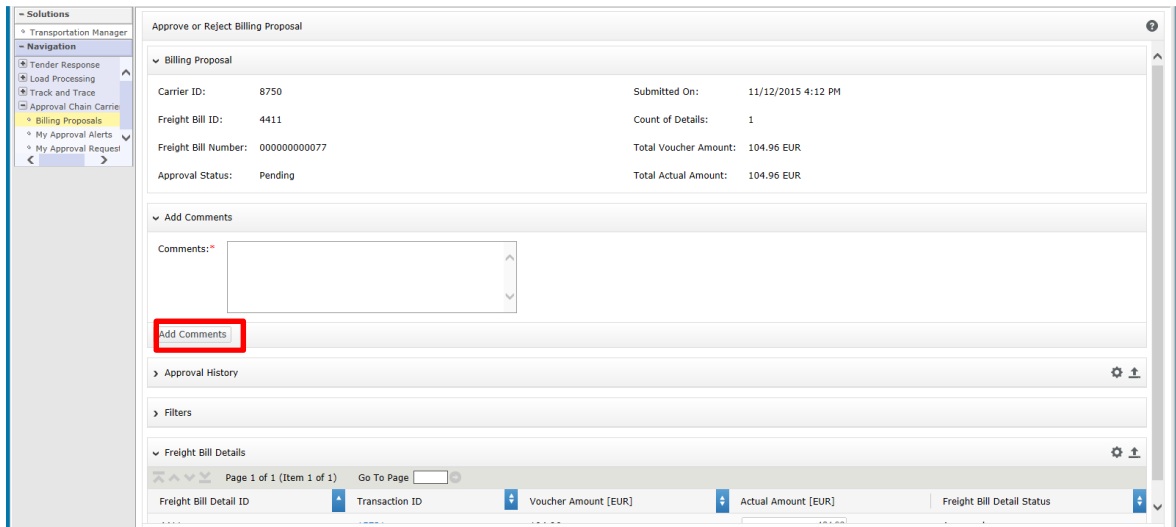 Solutions
Transportation Manager
Navigation
Tender Response
Load Processing
Track and Trace
Approval Chain Carrie
Billing Proposals
My Approval Alerts
My Approval Request
Approve or Reject Billing Proposal
Billing Proposal
Carrier ID: 8750 Submitted On: 11/12/2015 4:12 PM
Freight Bill ID: 4411 Count of Details: 1
Freight Bill Number: 000000000077 Total Voucher Amount: 104.96 EUR
Approval Status: Pending Total Actual Amount: 104.96 EUR
Add Comments
Comments:*
Add Comments
Approval History
Filters
Freight Bill Details
Page 1 of 1 (Item 1 of 1) Go To Page
Freight Bill Detail ID Transaction ID Voucher Amount [EUR] Actual Amount [EUR] Freight Bill Detail Status